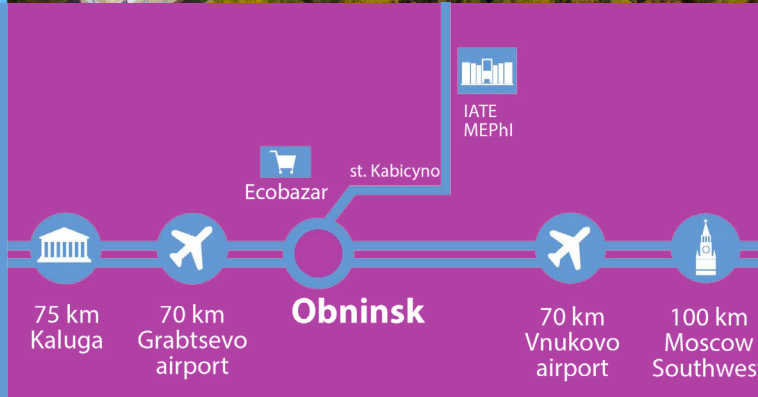 IATE
MEPhI
st. Kabicyno
Ecobazar
Obninsk
75 km
Kaluga
70 km
Grabtsevo
airport
70 km
Vnukovo
airport
100 km
Moscow
Southwest